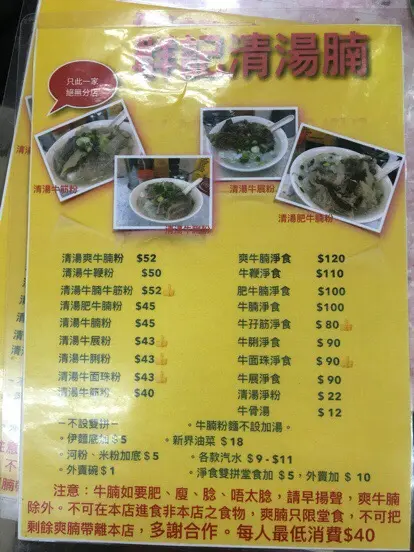 記清湯腩
只此一家
絕無分店
清湯牛筋粉
清湯牛展粉
清湯肥牛腩粉
清湯爽牛腩粉 $52
清湯牛鞭粉 $50
清湯牛腩牛筋粉 $52
清湯肥牛腩粉 $45
清湯牛腩粉 $45
清湯牛展粉 $43
清湯牛脷粉 $43
清湯牛面珠粉 $43
清湯牛筋粉 $40
爽牛腩淨食 $120
牛鞭淨食 $110
肥牛腩淨食 $100
牛腩淨食 $100
牛孖筋淨食 $80
牛脷淨食 $90
牛面珠淨食 $90
牛展淨食 $90
清湯淨粉 $22
牛骨湯 $12
-不設雙拼-
。牛腩粉麵不設加湯。
。伊麵底加$5
。新界油菜 $18
。河粉、米粉加底$5
。各款汽水 $9-$11
。外賣碗$1
。淨食雙拼堂食加 $5，外賣加 $10
注意：牛腩如要肥、瘦、腍、唔太腍，請早揚聲，爽牛腩
除外。不可在本店進食非本店之食物，爽腩只限堂食，不可把
剩餘爽腩帶離本店，多謝合作。每人最低消費$40